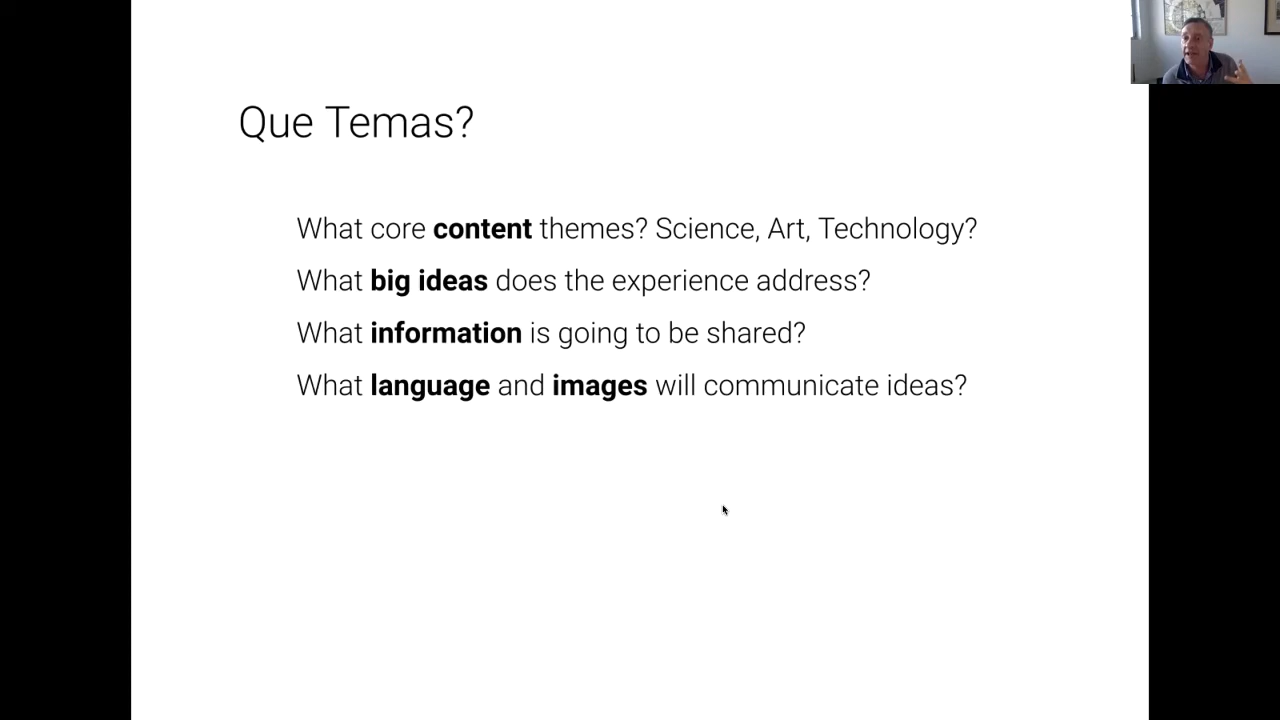 Que Temas?
What core content themes? Science, Art, Technology?
What big ideas does the experience address?
What information is going to be shared?
What language and images will communicate ideas?